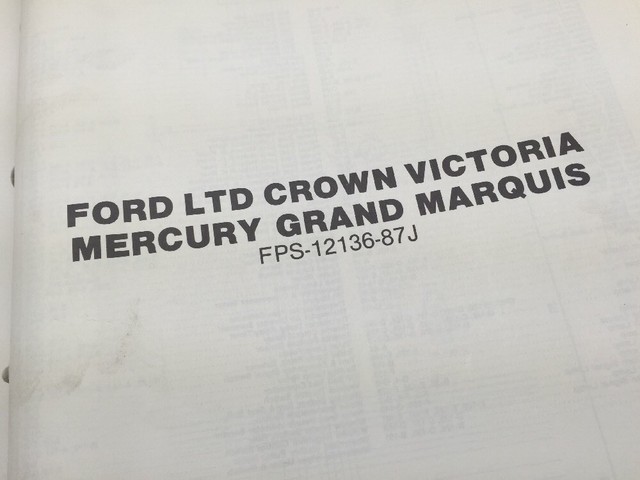 FORD LTD CROWN VICTORIA
MERCURY GRAND MARQUIS
FPS-12136-87J